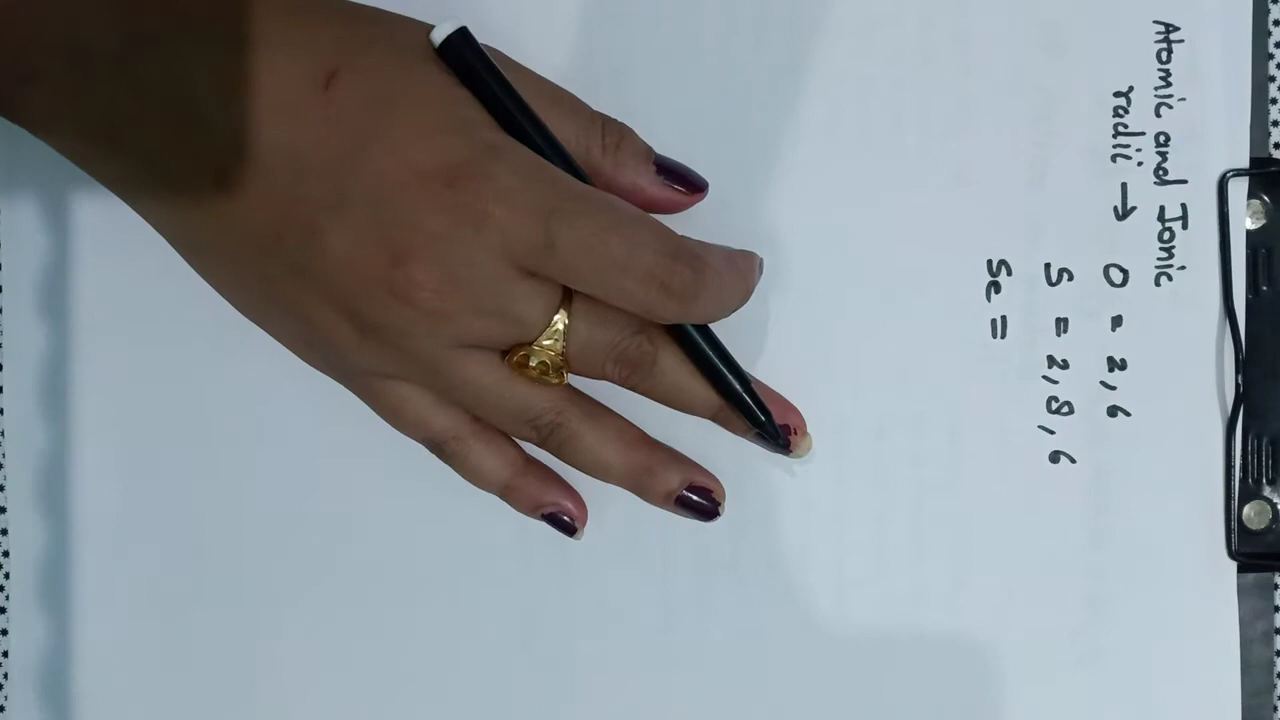 Atomic and Ionic
radii → O = 2,6
S = 2,8,6
Se =